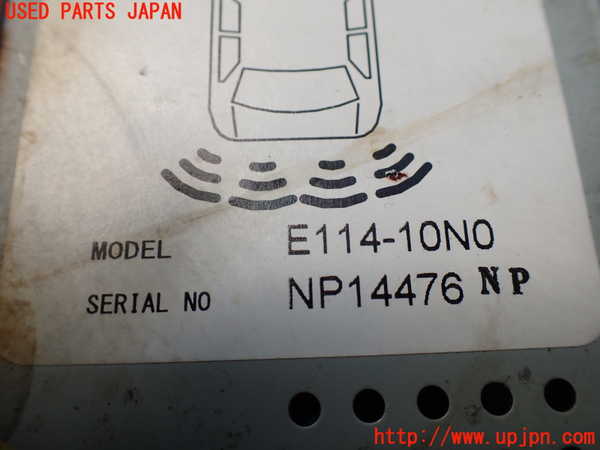 USED PARTS JAPAN
MODEL E114-10N0
SERIAL NO NP14476 NP
http://www.upjpn.com/